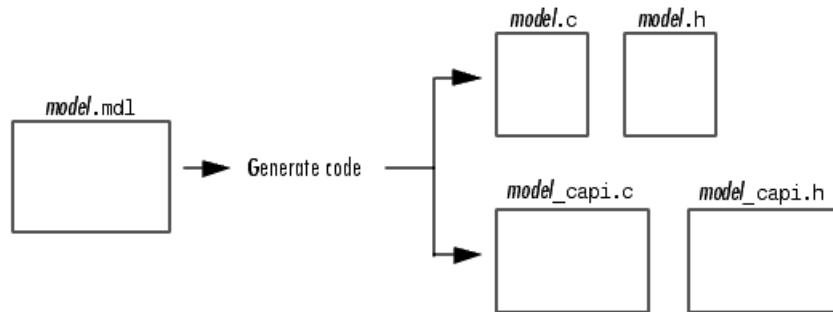 model.c
model.h
model.mdl
Generate code
model_capi.c
model_capi.h